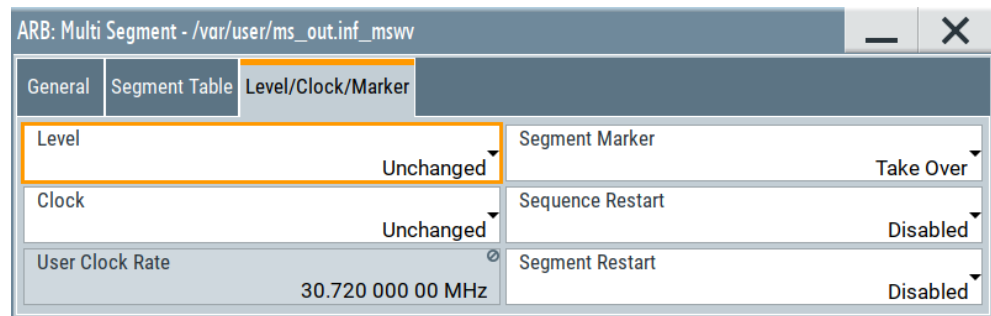 ARB: Multi Segment - /var/user/ms_out.inf_mswv
General Segment Table Level/Clock/Marker
Level
Unchanged
Segment Marker
Take Over
Clock
Unchanged
Sequence Restart
Disabled
User Clock Rate
30.720 000 00 MHz
Segment Restart
Disabled